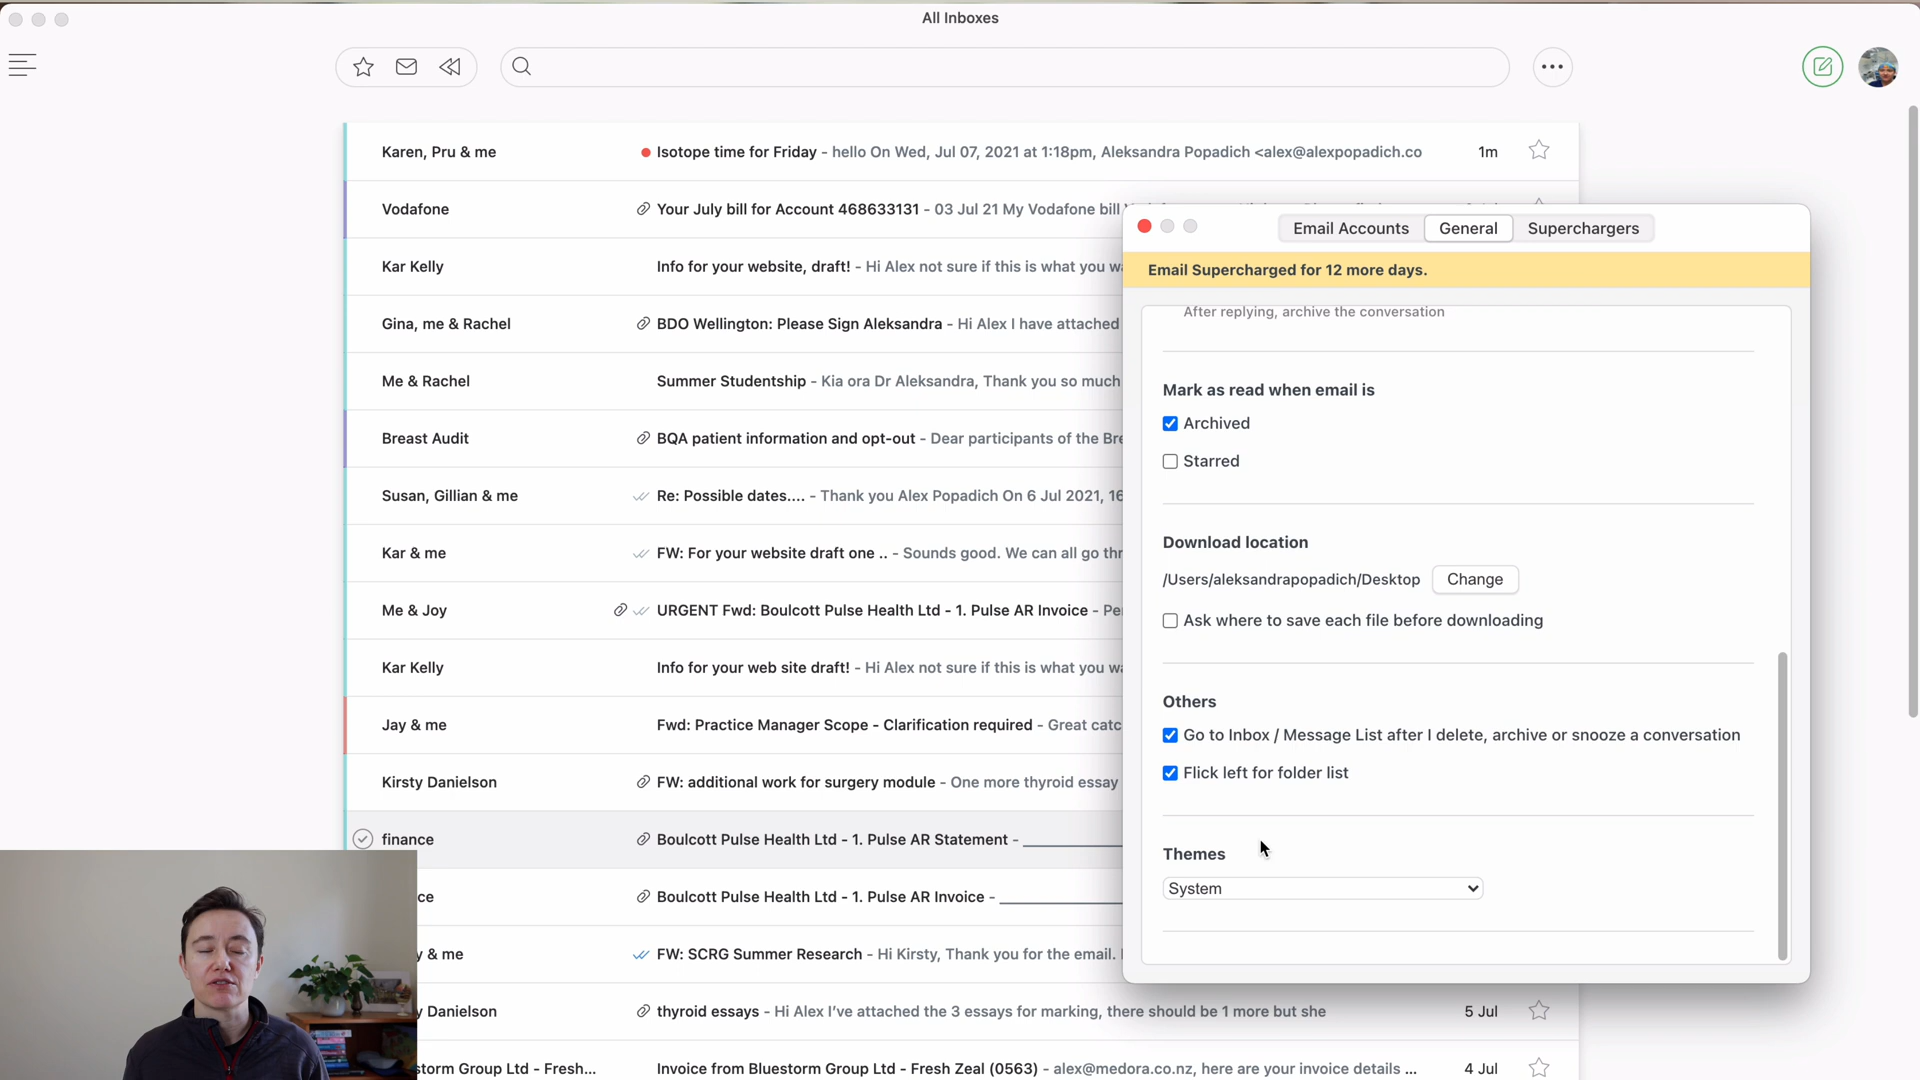 All Inboxes
Karen, Pru & me Isotope time for Friday - hello On Wed, Jul 07, 2021 at 1:18pm, Aleksandra Popadich <alex@alexpopadich.co 1m
Vodafone Your July bill for Account 468633131 - 03 Jul 21 My Vodafone bill
Kar Kelly Info for your website, draft! - Hi Alex not sure if this is what you
Gina, me & Rachel BDO Wellington: Please Sign Aleksandra - Hi Alex I have attached
Me & Rachel Summer Studentship - Kia ora Dr Aleksandra, Thank you so much
Breast Audit BQA patient information and opt-out - Dear participants of the
Susan, Gillian & me Re: Possible dates.... - Thank you Alex Popadich On 6 Jul 2021,
Kar & me FW: For your website draft one .. - Sounds good. We can all go
Me & Joy URGENT Fwd: Boulcott Pulse Health Ltd - 1. Pulse AR Invoice -
Kar Kelly Info for your web site draft! - Hi Alex not sure if this is what you
Jay & me Fwd: Practice Manager Scope - Clarification required - Great
Kirsty Danielson FW: additional work for surgery module - One more thyroid essay
finance Boulcott Pulse Health Ltd - 1. Pulse AR Statement -
ce Boulcott Pulse Health Ltd - 1. Pulse AR Invoice -
y & me FW: SCRG Summer Research - Hi Kirsty, Thank you for the email.
y Danielson thyroid essays - Hi Alex I've attached the 3 essays for marking, there should be 1 more but she 5 Jul
storm Group Ltd - Fresh... Invoice from Bluestorm Group Ltd - Fresh Zeal (0563) - alex@medora.co.nz, here are your invoice details ... 4 Jul
Email Accounts General Superchargers
Email Supercharged for 12 more days.
After replying, archive the conversation
Mark as read when email is
Archived
Starred
Download location
/Users/aleksandrapopadich/Desktop Change
Ask where to save each file before downloading
Others
Go to Inbox / Message List after I delete, archive or snooze a conversation
Flick left for folder list
Themes
System